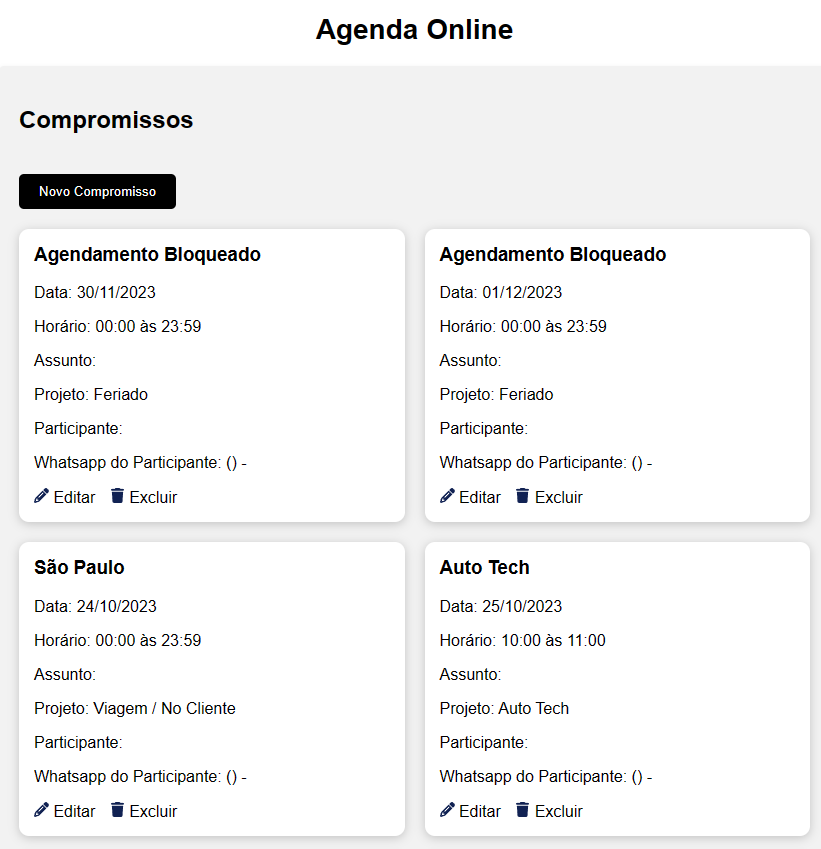 Agenda Online
Compromissos
Novo Compromisso
Agendamento Bloqueado
Data: 30/11/2023
Horário: 00:00 às 23:59
Assunto:
Projeto: Feriado
Participante:
Whatsapp do Participante: () -
Editar Excluir
Agendamento Bloqueado
Data: 01/12/2023
Horário: 00:00 às 23:59
Assunto:
Projeto: Feriado
Participante:
Whatsapp do Participante: () -
Editar Excluir
São Paulo
Data: 24/10/2023
Horário: 00:00 às 23:59
Assunto:
Projeto: Viagem / No Cliente
Participante:
Whatsapp do Participante: () -
Editar Excluir
Auto Tech
Data: 25/10/2023
Horário: 10:00 às 11:00
Assunto:
Projeto: Auto Tech
Participante:
Whatsapp do Participante: () -
Editar Excluir